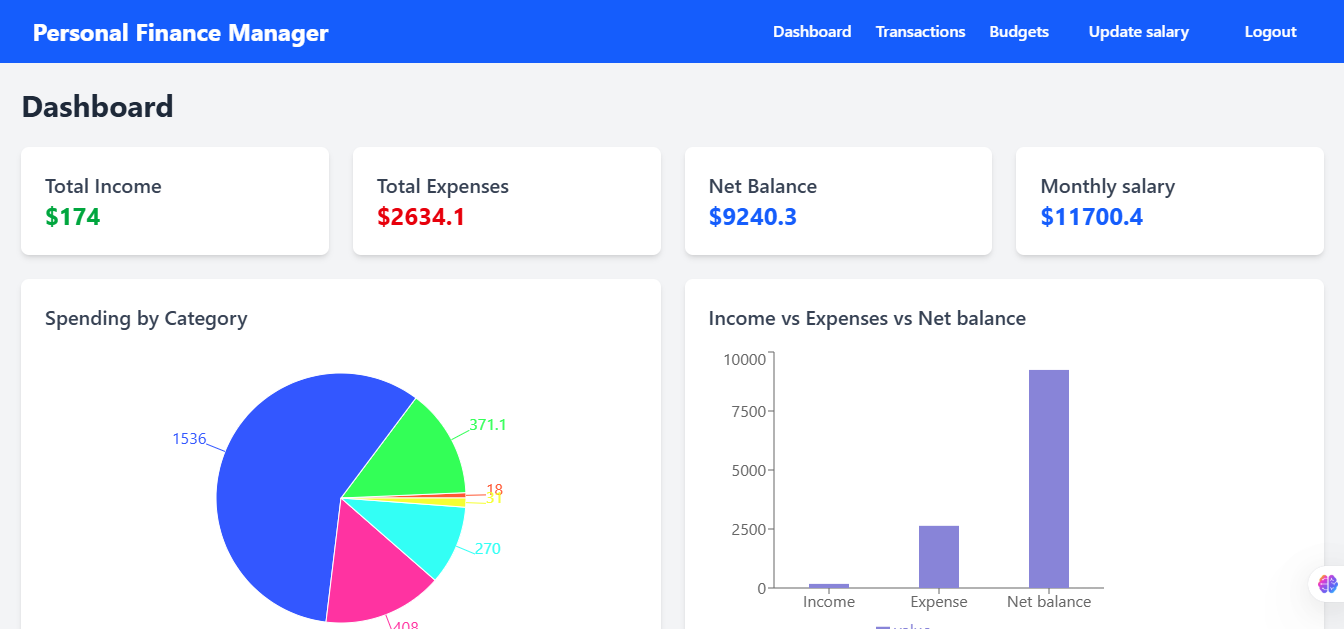 Personal Finance Manager
Dashboard Transactions Budgets Update salary Logout
Dashboard
Total Income
$174
Total Expenses
$2634.1
Net Balance
$9240.3
Monthly salary
$11700.4
Spending by Category
1536
371.1
18
31
270
408
Income vs Expenses vs Net balance
10000
7500
5000
2500
0
Income Expense Net balance
value